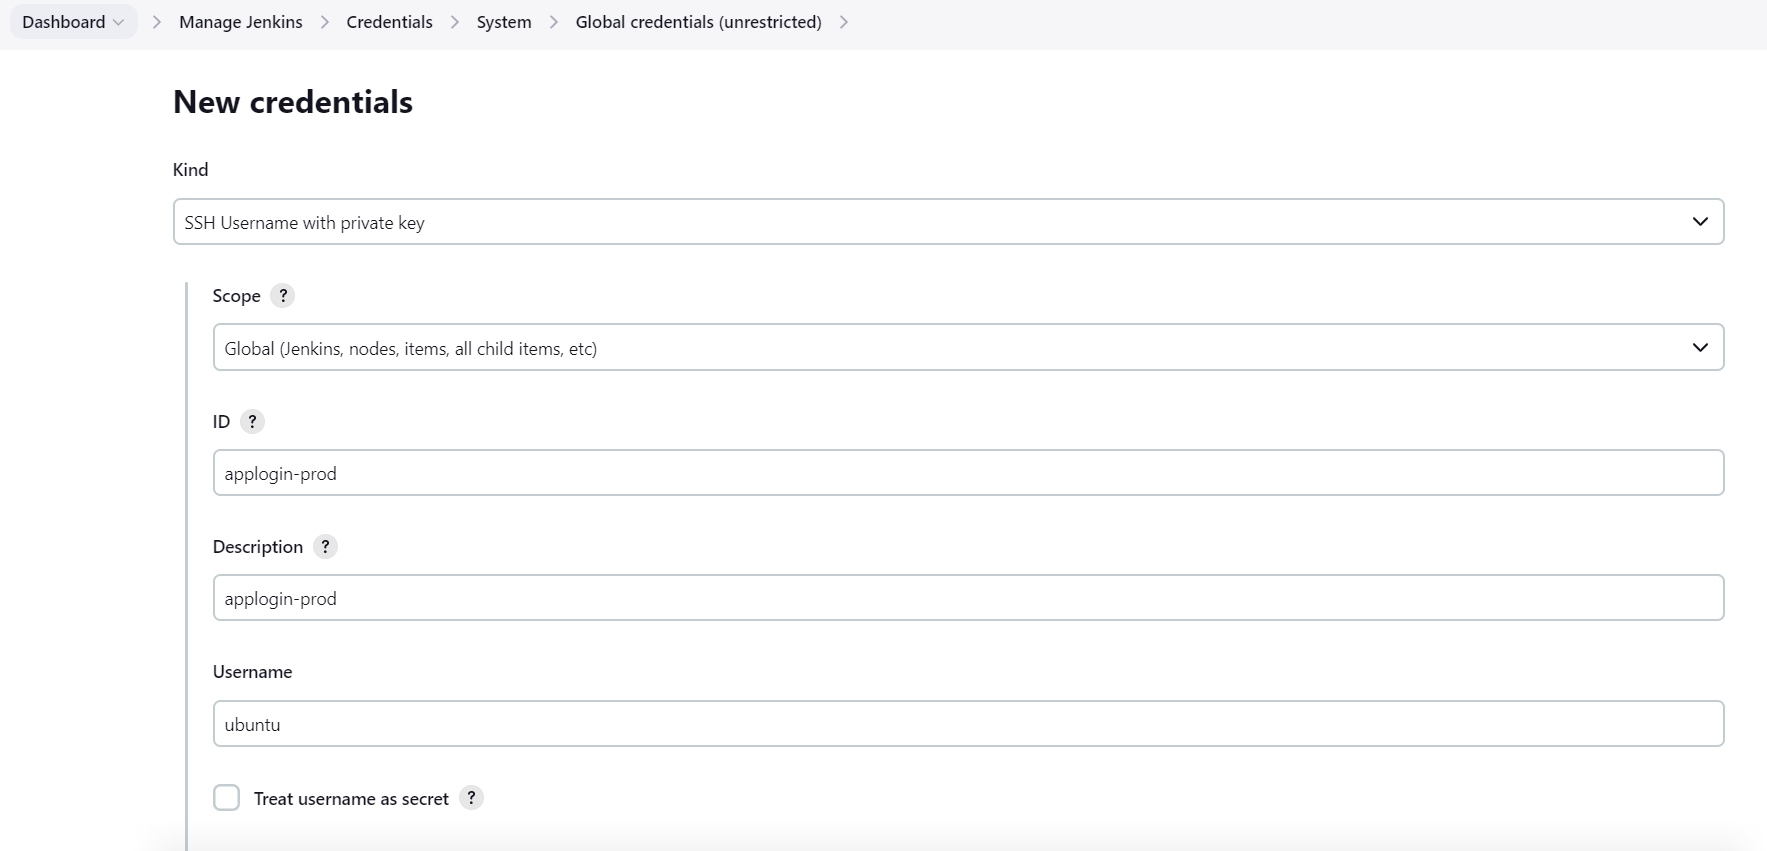 Dashboard > Manage Jenkins > Credentials > System > Global credentials (unrestricted) >
New credentials
Kind
SSH Username with private key
Scope ?
Global (Jenkins, nodes, items, all child items, etc)
ID ?
applogin-prod
Description ?
applogin-prod
Username
ubuntu
Treat username as secret ?